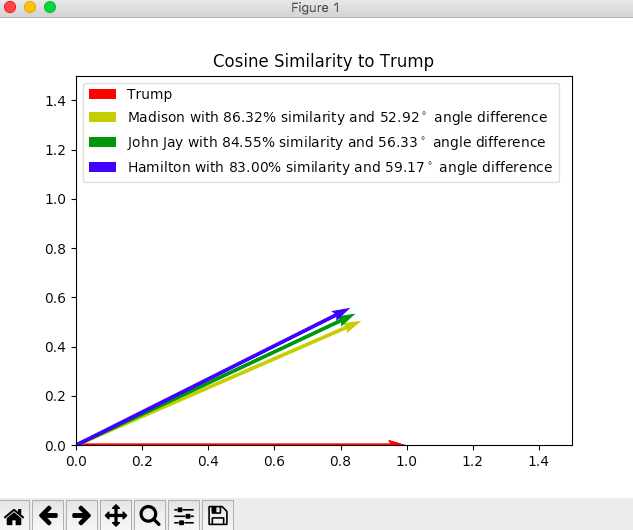 Figure 1
Cosine Similarity to Trump
Trump
Madison with 86.32% similarity and 52.92° angle difference
John Jay with 84.55% similarity and 56.33° angle difference
Hamilton with 83.00% similarity and 59.17° angle difference
1.4
1.2
1.0
0.8
0.6
0.4
0.2
0.0
0.0 0.2 0.4 0.6 0.8 1.0 1.2 1.4